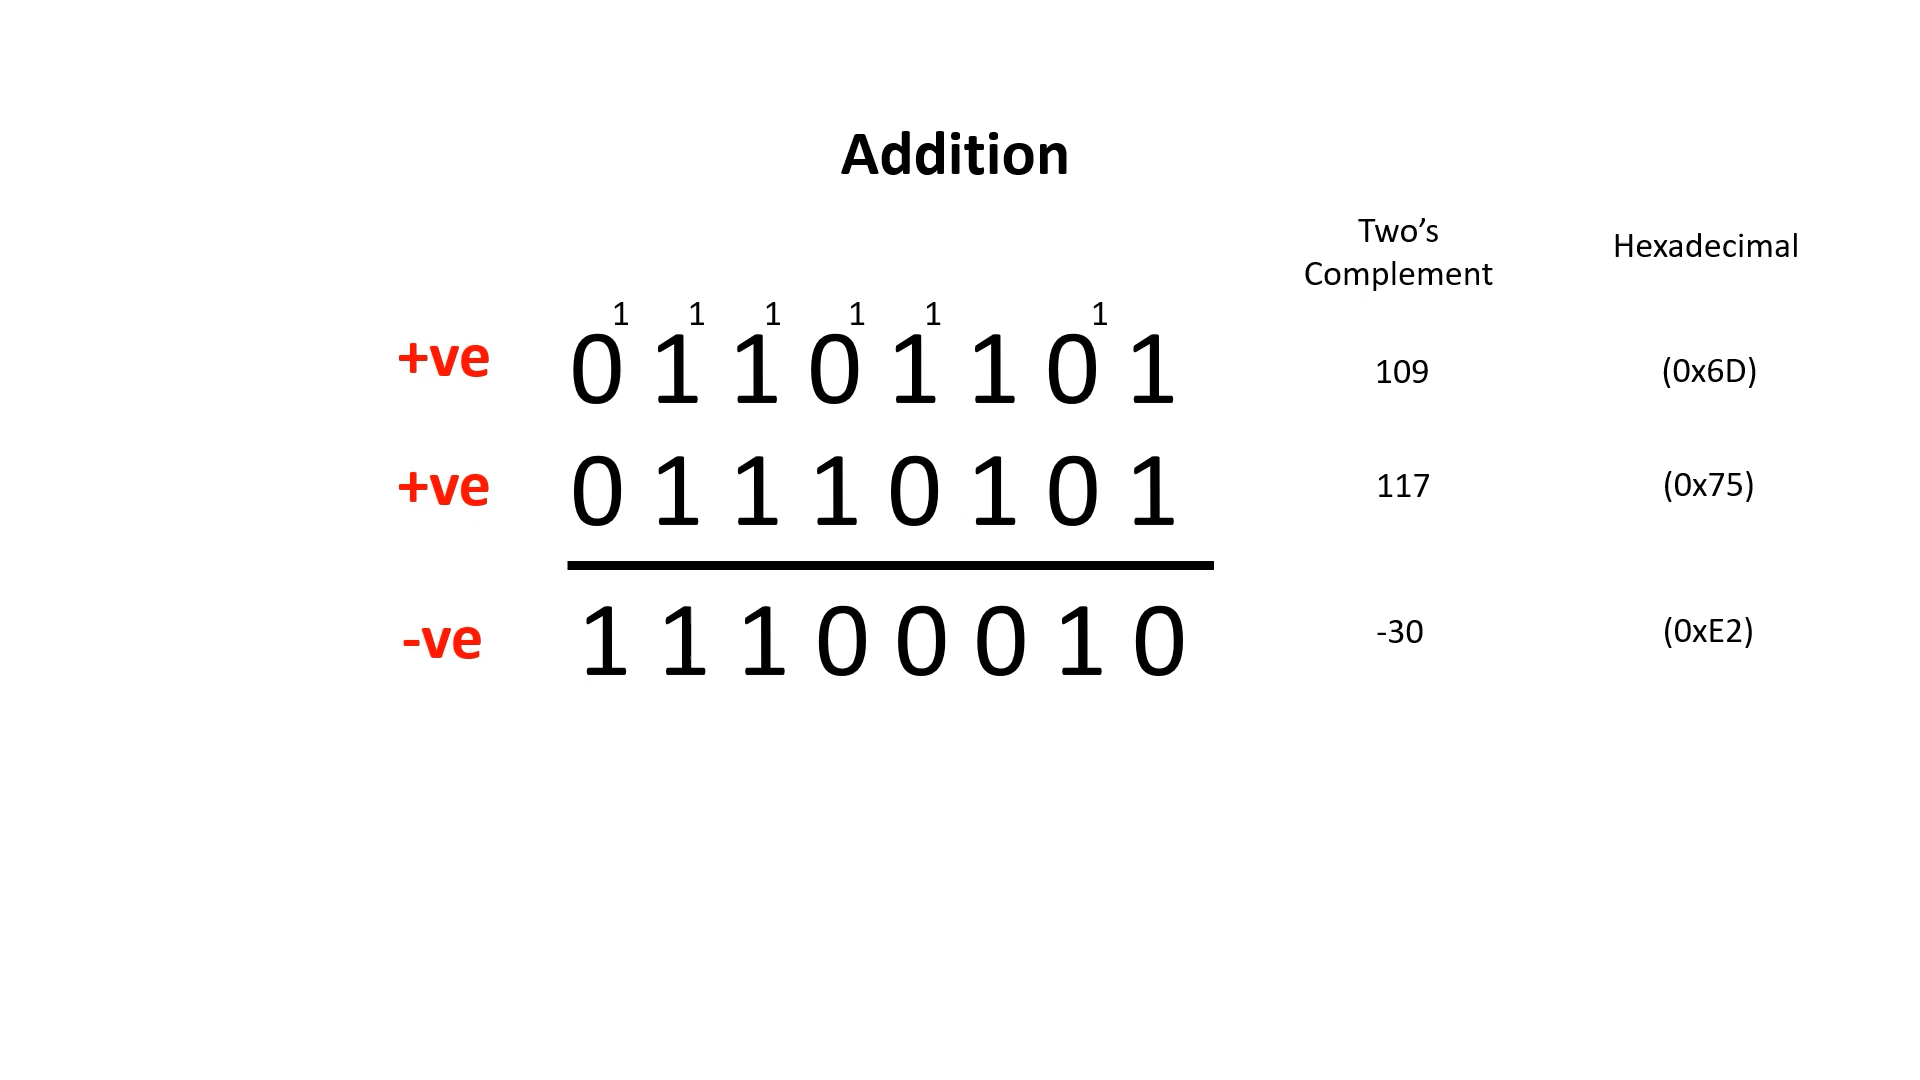 Addition
Two's
Complement
Hexadecimal
1 1 1 1 1 1
+ve 0 1 1 0 1 1 0 1 109 (0x6D)
+ve 0 1 1 1 0 1 0 1 117 (0x75)
-ve 1 1 1 0 0 0 1 0 -30 (0xE2)